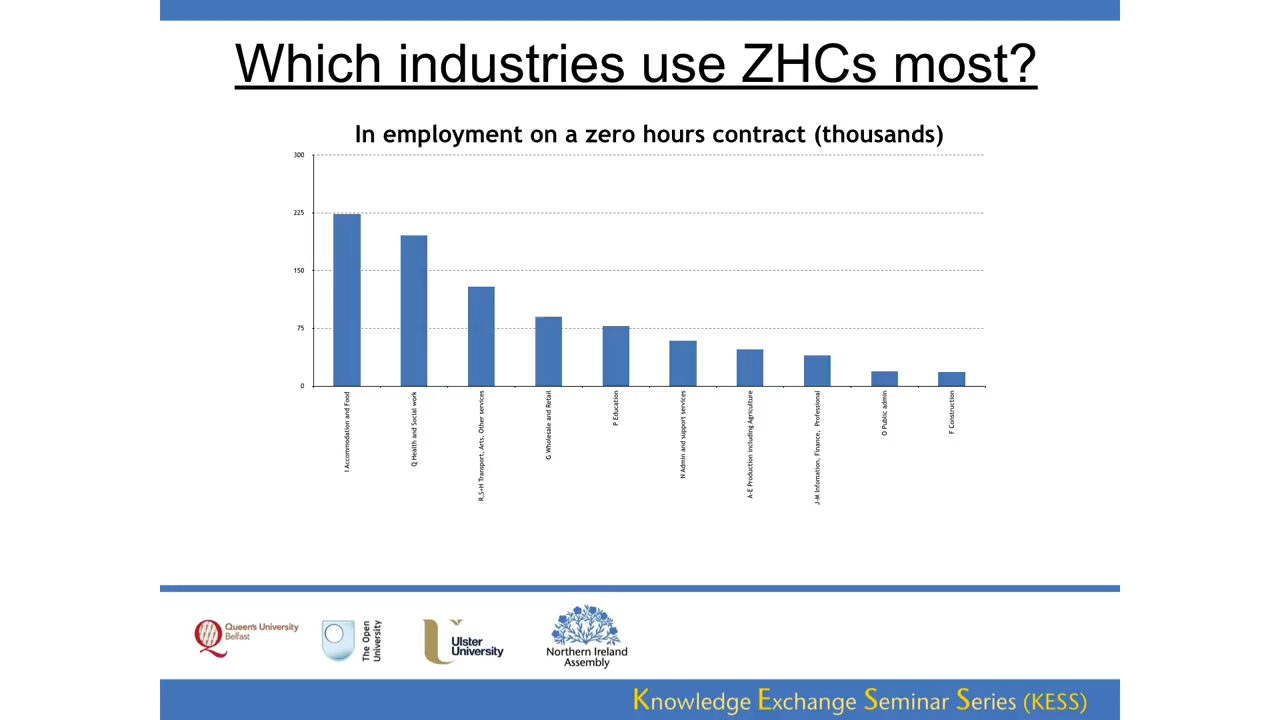 Which industries use ZHCs most?
In employment on a zero hours contract (thousands)
300
225
150
75
0
I Accommodation and Food
Q Health and Social work
R,S+H Transport, Arts, Other services
G Wholesale and Retail
P Education
N Admin and support services
A-E Production including Agriculture
J-M Infomation, Finance, Professional
O Public admin
F Construction
Queen's University
Belfast
The Open
University
Ulster
University
Northern Ireland
Assembly
Knowledge Exchange Seminar Series (KESS)